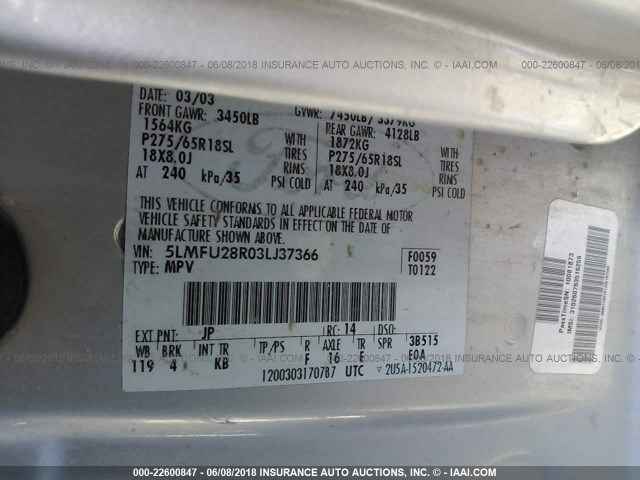 000-22600847 - 06/08/2018 INSURANCE AUTO AUCTIONS, INC. - © - IAAI.COM
DATE: 03/03 GVWR: 7450LB/ 3379KG
FRONT GAWR: 3450LB REAR GAWR: 4128LB
1564KG WITH 1872KG WITH
P275/65R18SL TIRES P275/65R18SL TIRES
18X8.0J RIMS 18X8.0J RIMS
AT 240 kPa/35 PSI COLD AT 240 kPa/35 PSI COLD
THIS VEHICLE CONFORMS TO ALL APPLICABLE FEDERAL MOTOR
VEHICLE SAFETY STANDARDS IN EFFECT ON THE DATE OF
MANUFACTURE SHOWN ABOVE.
VIN: 5LMFU28R03LJ37366 F0059
TYPE: MPV T0122
EXT PNT: JP RC: 14 DSO:
WB BRK INT TR TP/PS R AXLE TR SPR 3B515
119 4 KB F 16 E E0A
1200303170787 UTC ▽ 2U5A-1520472-AA
PassTimeSN: 10081873
IMSI: 310260763516259
000-22600847 - 06/08/2018 INSURANCE AUTO AUCTIONS, INC. - © - IAAI.COM